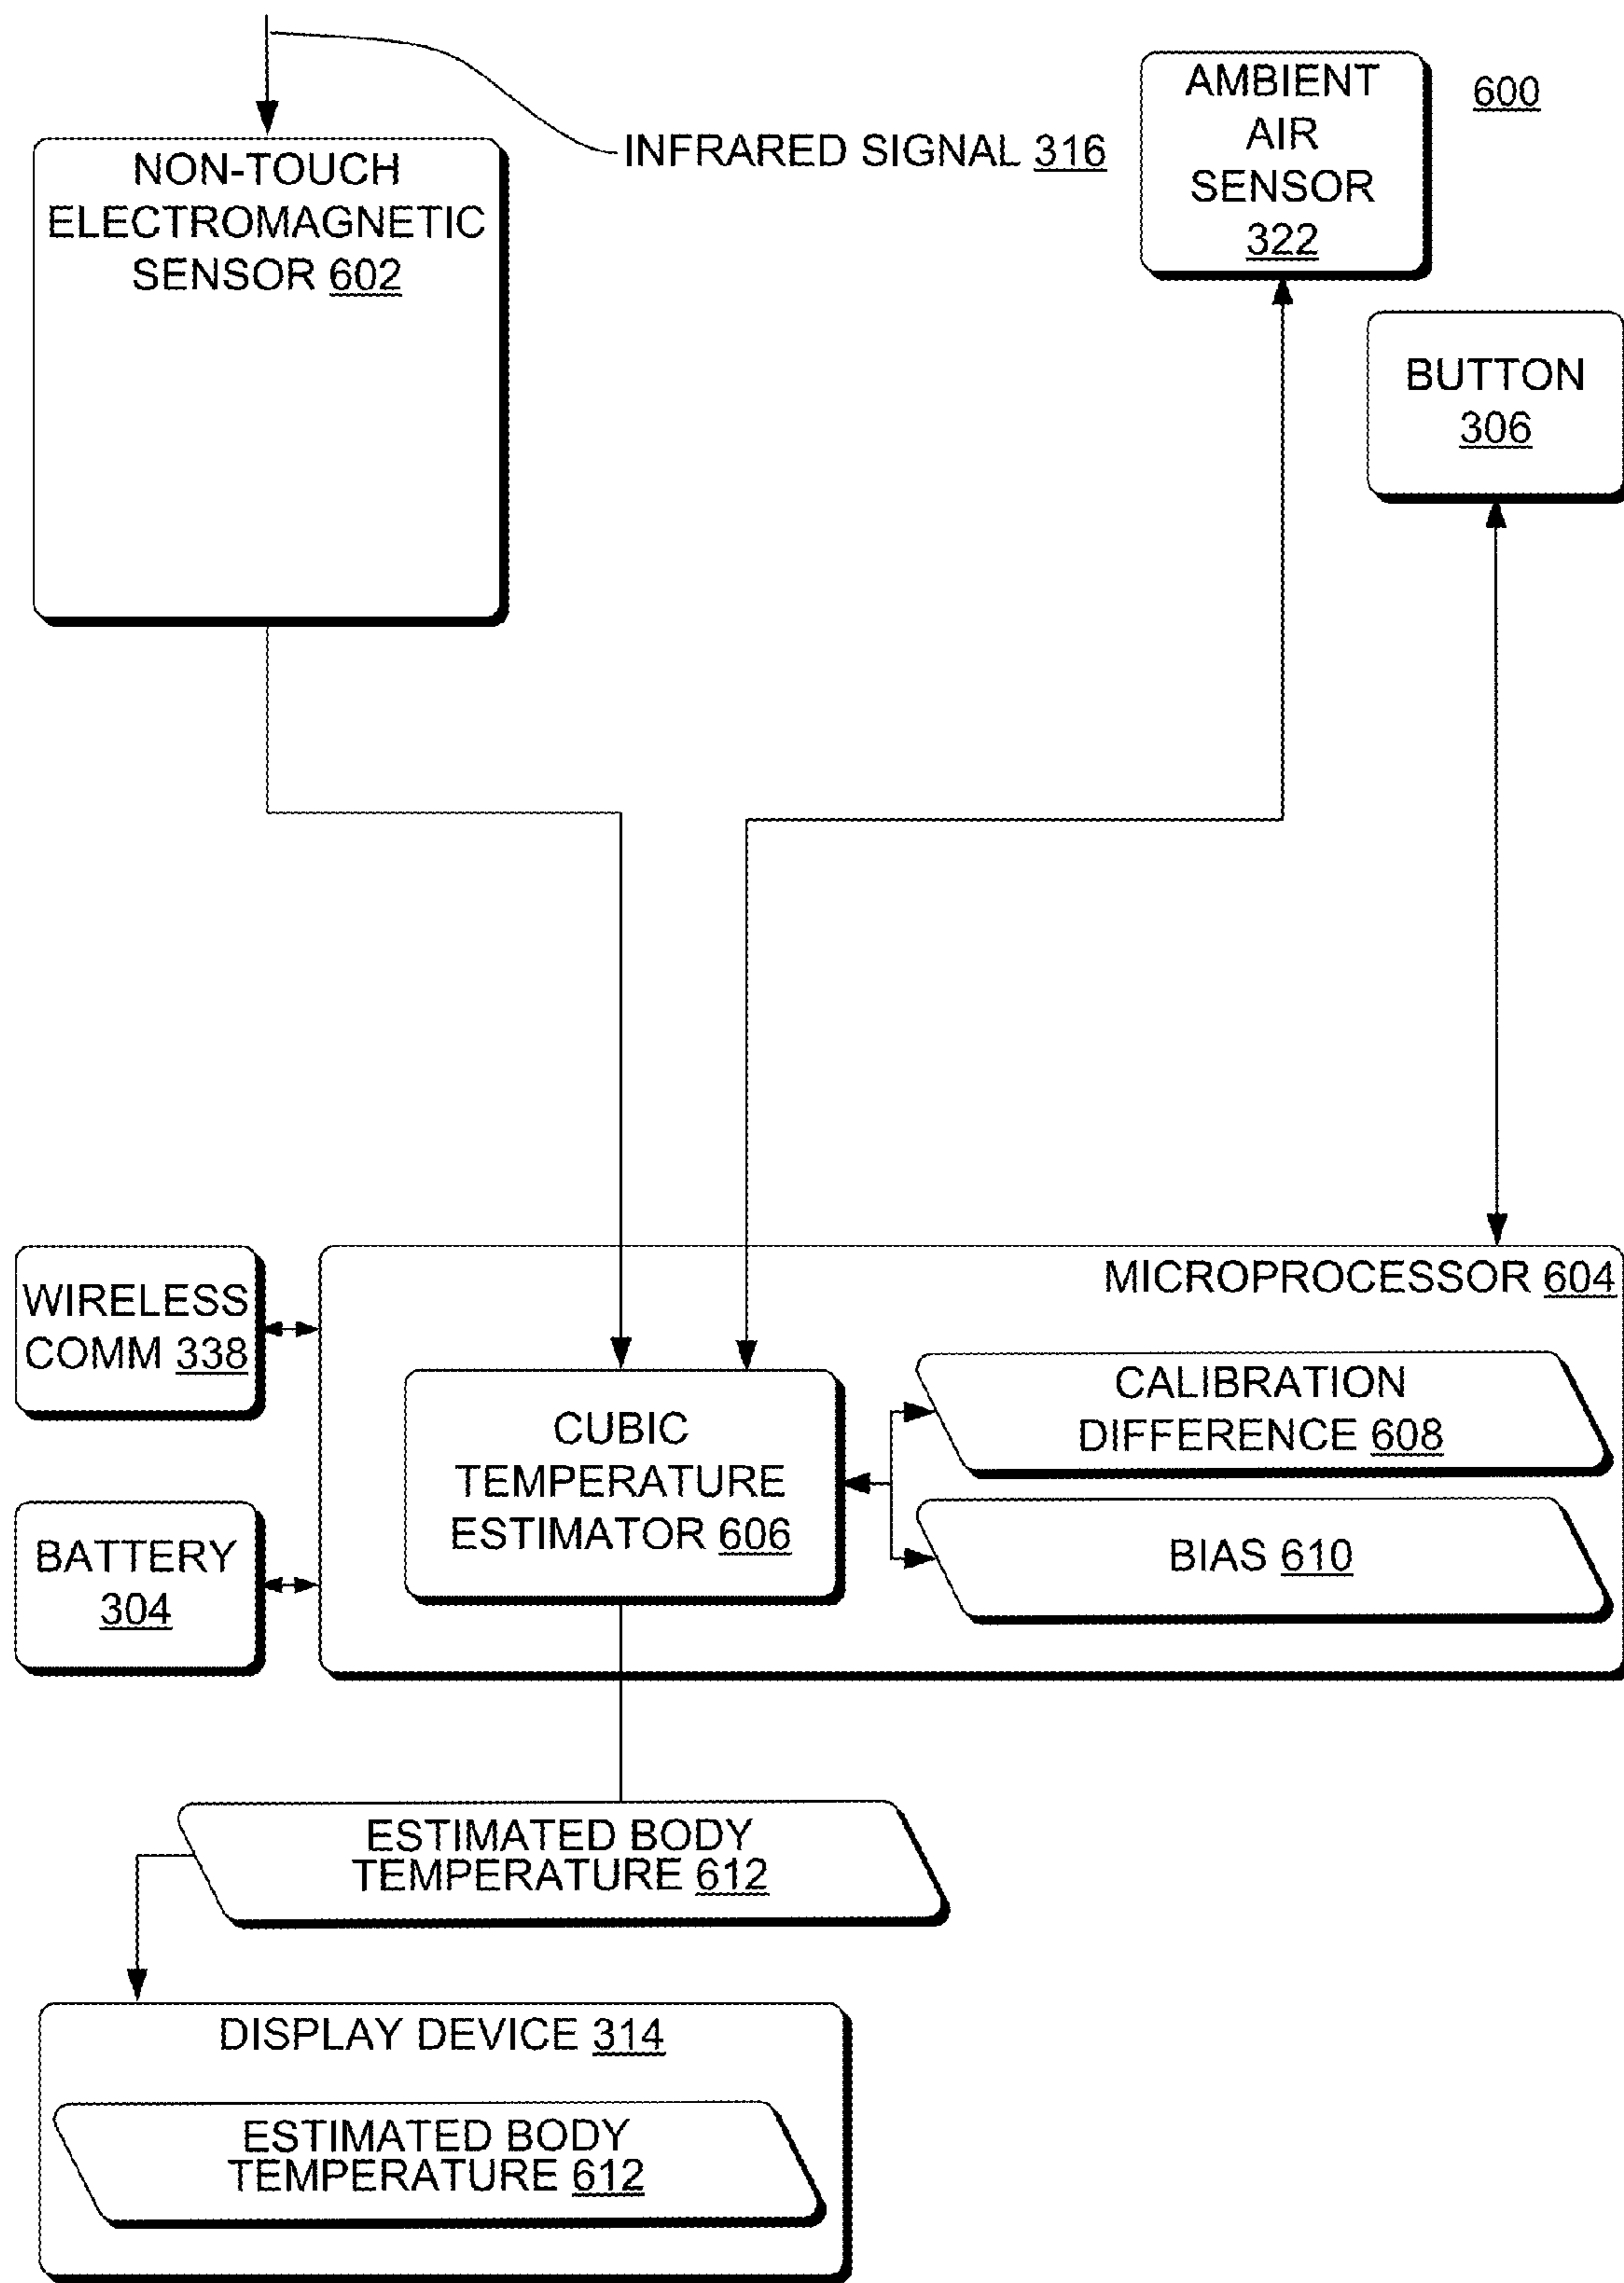 NON-TOUCH
ELECTROMAGNETIC
SENSOR 602
INFRARED SIGNAL 316
AMBIENT
AIR
SENSOR
322
600
BUTTON
306
WIRELESS
COMM 338
BATTERY
304
MICROPROCESSOR 604
CUBIC
TEMPERATURE
ESTIMATOR 606
CALIBRATION
DIFFERENCE 608
BIAS 610
ESTIMATED BODY
TEMPERATURE 612
DISPLAY DEVICE 314
ESTIMATED BODY
TEMPERATURE 612